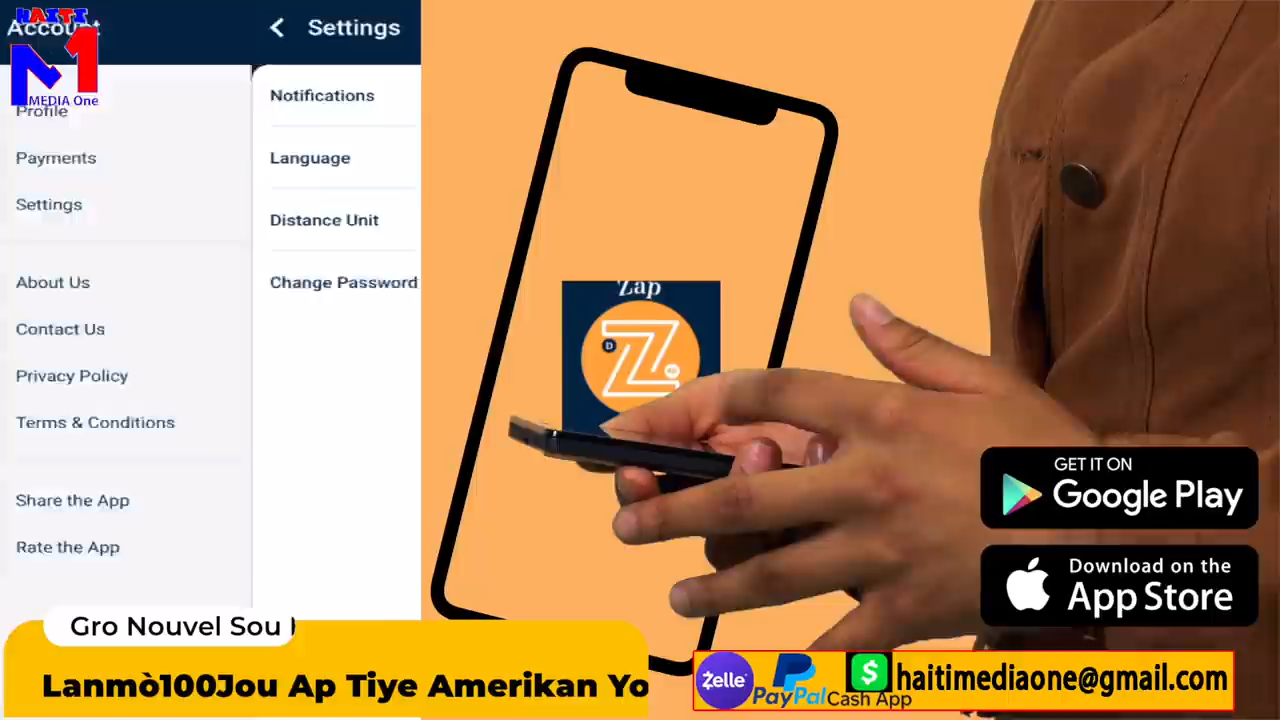 HAITI
M1
MEDIA One
Account
Profile
Payments
Settings
About Us
Contact Us
Privacy Policy
Terms & Conditions
Share the App
Rate the App
Settings
Notifications
Language
Distance Unit
Change Password
Zap
D
Z
GET IT ON
Google Play
Download on the
App Store
Gro Nouvel Sou
Lanmò100Jou Ap Tiye Amerikan Yo
Zelle
PayPal
$
Cash App
haitimediaone@gmail.com